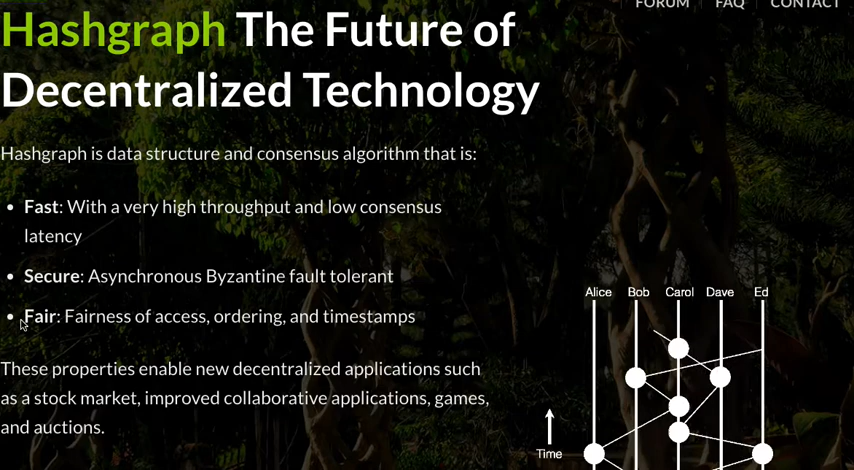 FORUM FAQ CONTACT
Hashgraph The Future of
Decentralized Technology
Hashgraph is data structure and consensus algorithm that is:
• Fast: With a very high throughput and low consensus
latency
• Secure: Asynchronous Byzantine fault tolerant
• Fair: Fairness of access, ordering, and timestamps
These properties enable new decentralized applications such
as a stock market, improved collaborative applications, games,
and auctions.
Alice Bob Carol Dave Ed
Time